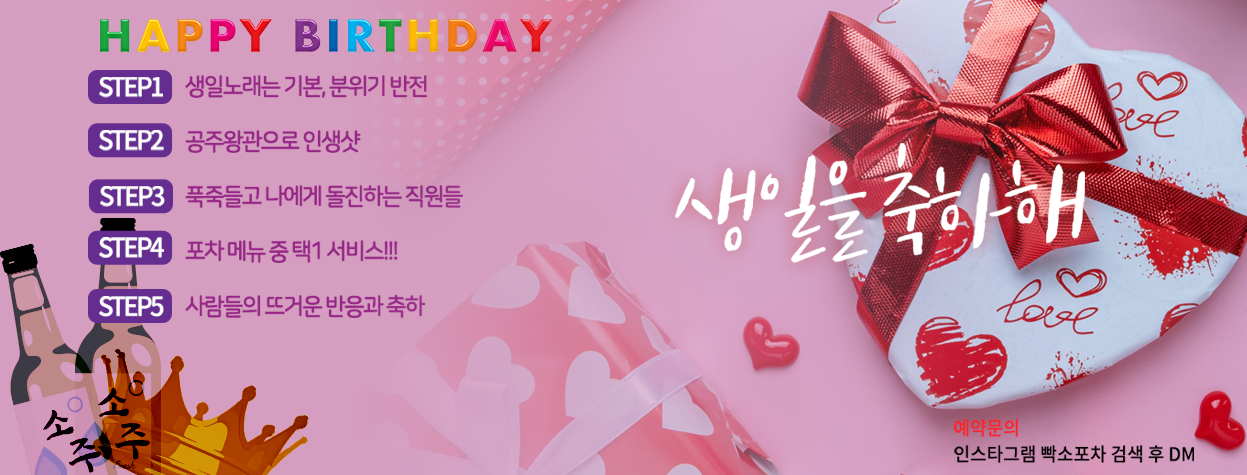 HAPPY BIRTHDAY
STEP1 생일노래는 기본, 분위기 반전
STEP2 공주왕관으로 인생샷
STEP3 푹죽들고 나에게 돌진하는 직원들
STEP4 포차 메뉴 중 택1 서비스!!!
STEP5 사람들의 뜨거운 반응과 축하
생일을 축하해
love
love
소주
소주
예약문의
인스타그램 빡소포차 검색 후 DM